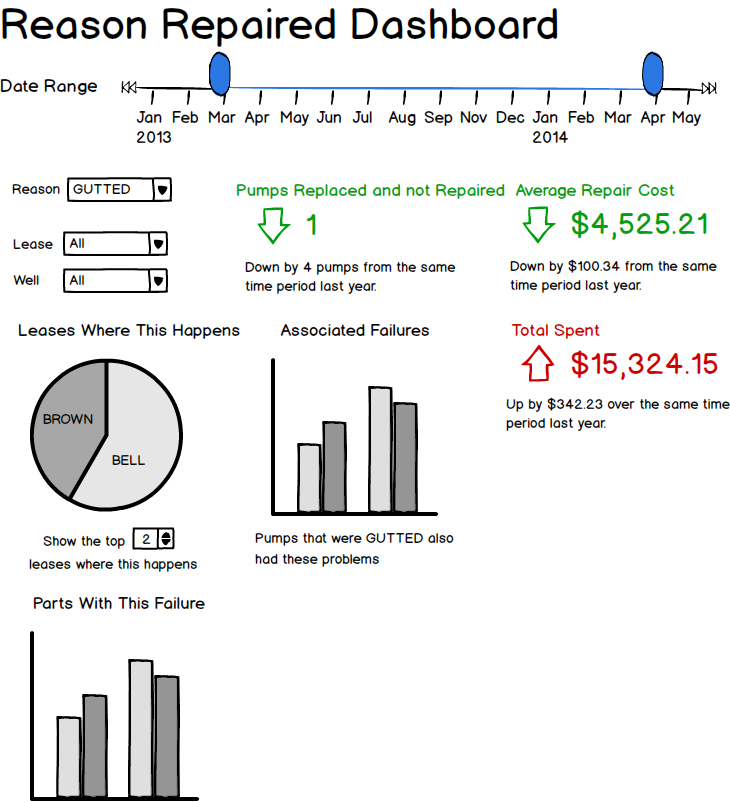 Reason Repaired Dashboard
Date Range
Jan Feb Mar Apr May Jun Jul Aug Sep Nov Dec Jan Feb Mar Apr May
2013 2014
Reason GUTTED
Lease All
Well All
Pumps Replaced and not Repaired
1
Down by 4 pumps from the same
time period last year.
Average Repair Cost
$4,525.21
Down by $100.34 from the same
time period last year.
Leases Where This Happens
BROWN
BELL
Show the top 2
leases where this happens
Associated Failures
Pumps that were GUTTED also
had these problems
Total Spent
$15,324.15
Up by $342.23 over the same time
period last year.
Parts With This Failure